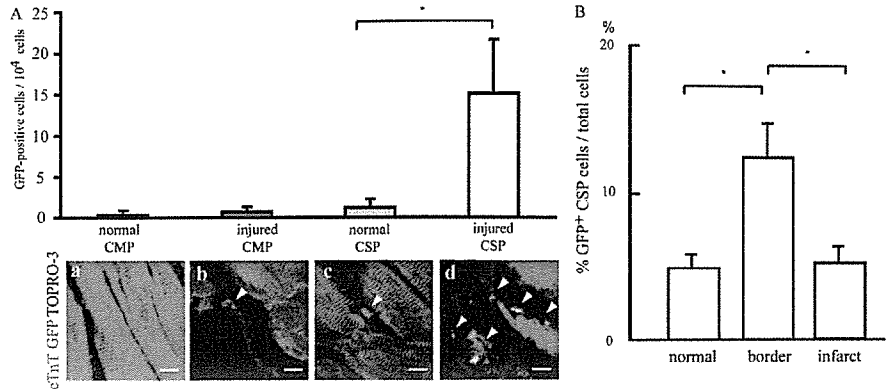 A
GFP-positive cells / 10⁴ cells
25
20
15
10
5
0
*
normal CMP
injured CMP
normal CSP
injured CSP
cTnT GFP TOPRO-3
a
b
c
d
B
%
% GFP⁺ CSP cells / total cells
20
10
0
*
*
normal
border
infarct